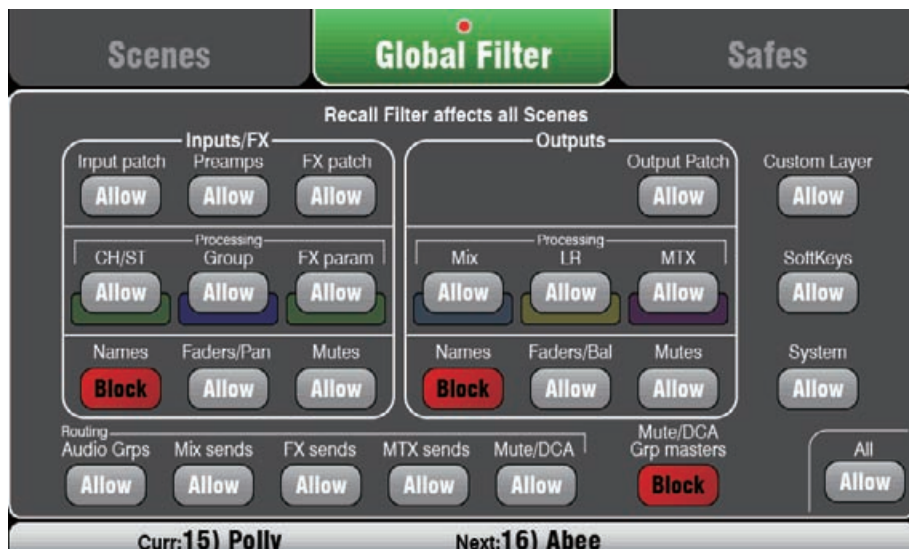 Scenes Global Filter Safes
Recall Filter affects all Scenes
Inputs/FX Outputs
Input patch Preamps FX patch Output Patch Custom Layer
Allow Allow Allow Allow Allow
Processing Processing
CH/ST Group FX param Mix LR MTX SoftKeys
Allow Allow Allow Allow Allow Allow Allow
Names Faders/Pan Mutes Names Faders/Bal Mutes System
Block Allow Allow Block Allow Allow Allow
Routing
Audio Grps Mix sends FX sends MTX sends Mute/DCA Mute/DCA Grp masters All
Allow Allow Allow Allow Allow Block Allow
Curr:15) Polly Next:16) Abee